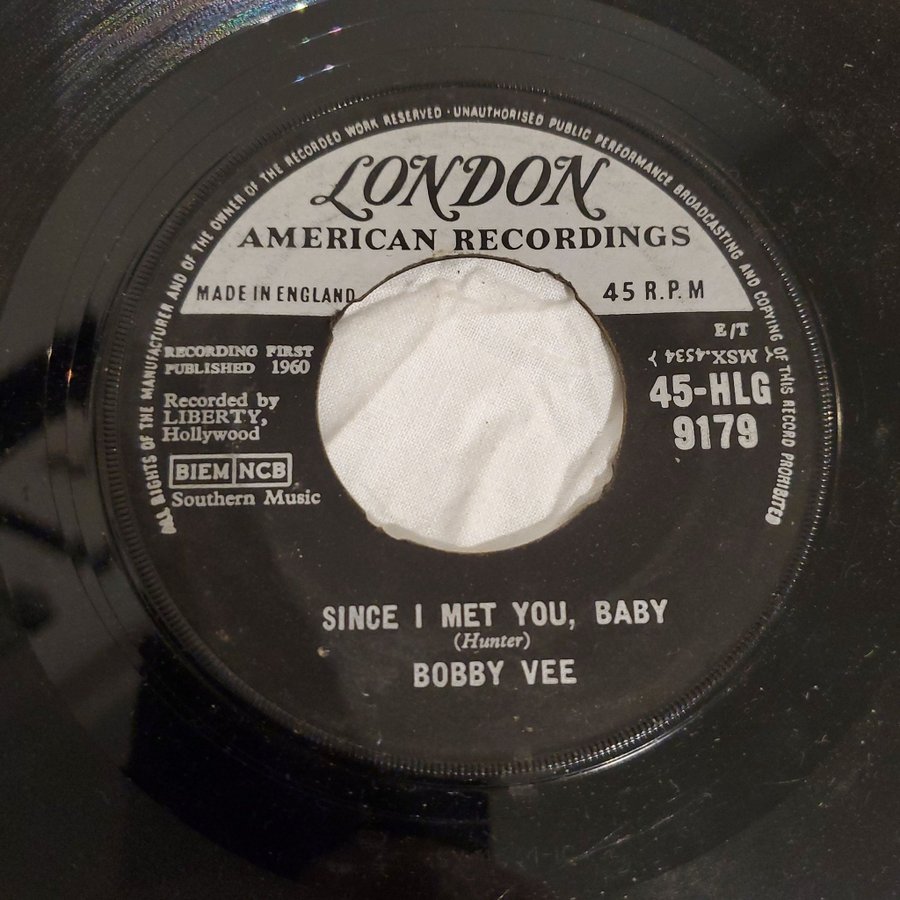 ALL RIGHTS OF THE MANUFACTURER AND OF THE OWNER OF THE RECORDED WORK RESERVED · UNAUTHORISED PUBLIC PERFORMANCE BROADCASTING AND COPYING OF THIS RECORD PROHIBITED
LONDON
AMERICAN RECORDINGS
MADE IN ENGLAND
45 R.P.M
E/T
(MSX.4534)
RECORDING FIRST
PUBLISHED 1960
45-HLG
9179
Recorded by
LIBERTY,
Hollywood
BIEM NCB
Southern Music
SINCE I MET YOU, BABY
(Hunter)
BOBBY VEE